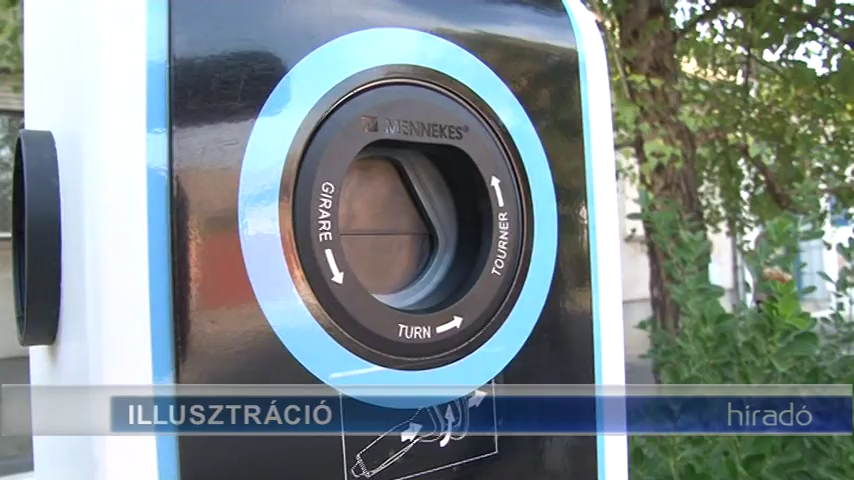 MENNEKES®
GIRARE
TOURNER
TURN
ILLUSZTRÁCIÓ
híradó